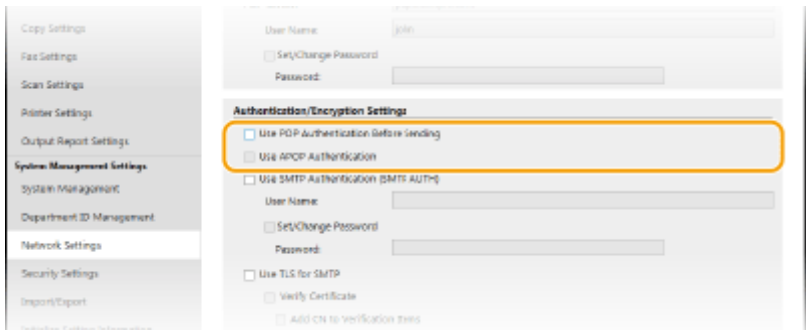 Copy Settings
Fax Settings
Scan Settings
Printer Settings
Output Report Settings
System Management Settings
System Management
Department ID Management
Network Settings
Security Settings
Import/Export
Initialize Setting Information
User Name:
john
Set/Change Password
Password:
Authentication/Encryption Settings
Use POP Authentication Before Sending
Use APOP Authentication
Use SMTP Authentication (SMTP AUTH)
User Name:
Set/Change Password
Password:
Use TLS for SMTP
Verify Certificate
Add CN to Verification Items